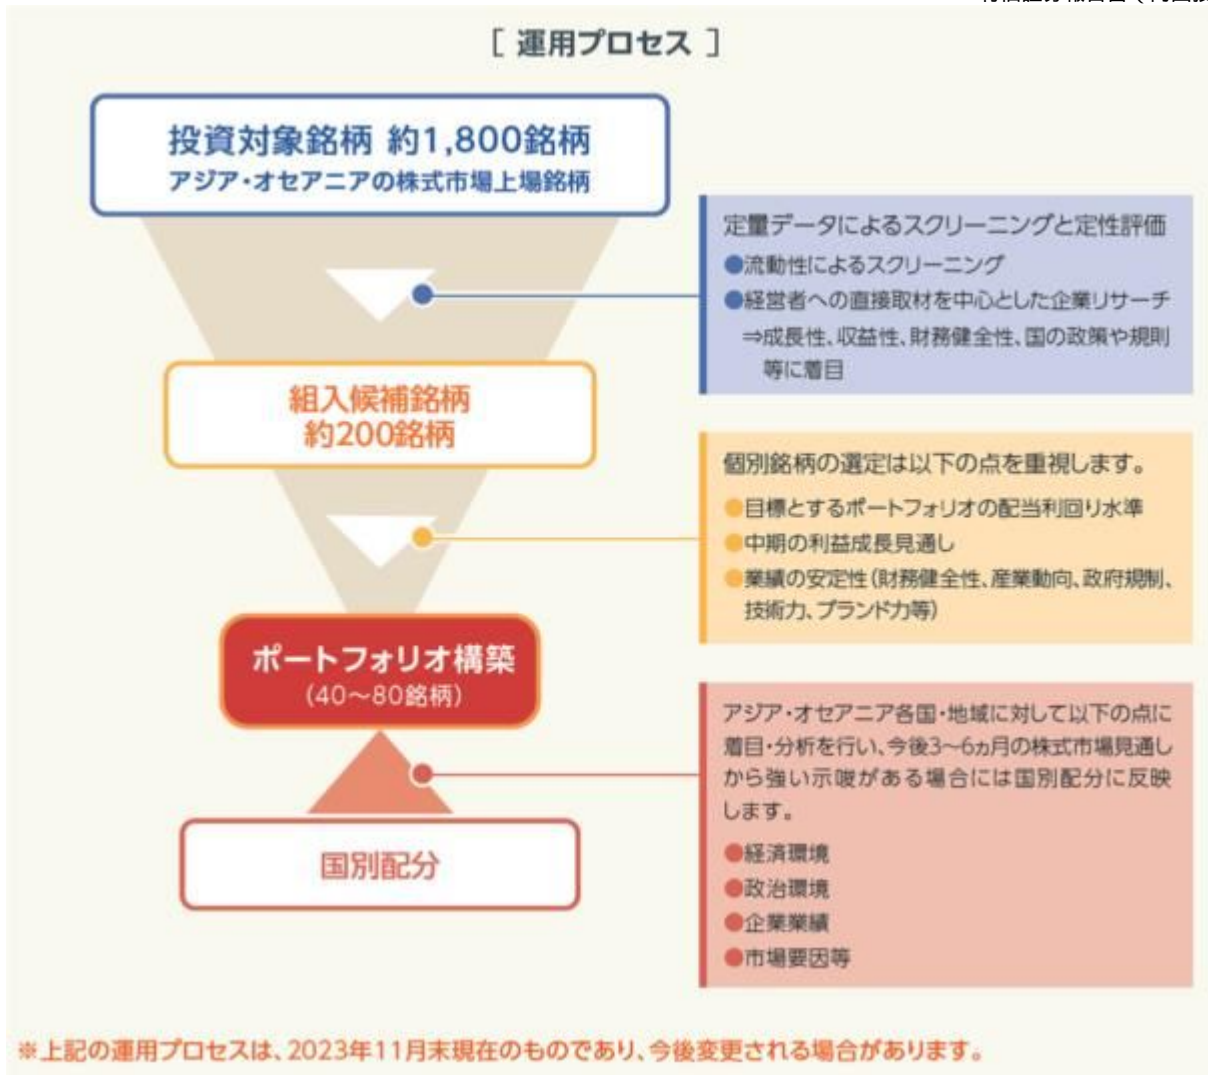 [ 運用プロセス ]
投資対象銘柄 約1,800銘柄
アジア・オセアニアの株式市場上場銘柄
定量データによるスクリーニングと定性評価
●流動性によるスクリーニング
●経営者への直接取材を中心とした企業リサーチ
⇒成長性、収益性、財務健全性、国の政策や規則
等に着目
組入候補銘柄
約200銘柄
個別銘柄の選定は以下の点を重視します。
●目標とするポートフォリオの配当利回り水準
●中期の利益成長見通し
●業績の安定性(財務健全性、産業動向、政府規制、
技術力、ブランド力等)
ポートフォリオ構築
(40~80銘柄)
アジア・オセアニア各国・地域に対して以下の点に
着目・分析を行い、今後3~6ヵ月の株式市場見通し
から強い示唆がある場合には国別配分に反映
します。
●経済環境
●政治環境
●企業業績
●市場要因等
国別配分
※上記の運用プロセスは、2023年11月末現在のものであり、今後変更される場合があります。